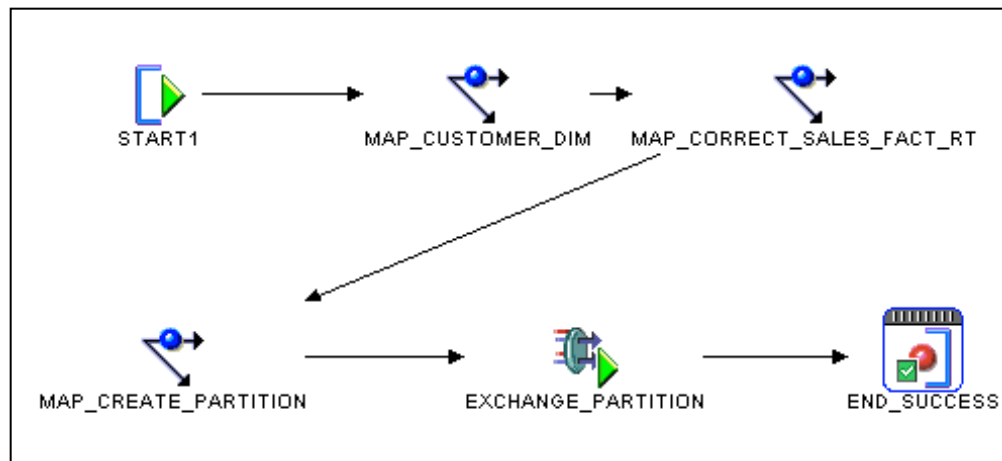 START1
MAP_CUSTOMER_DIM
MAP_CORRECT_SALES_FACT_RT
MAP_CREATE_PARTITION
EXCHANGE_PARTITION
END_SUCCESS